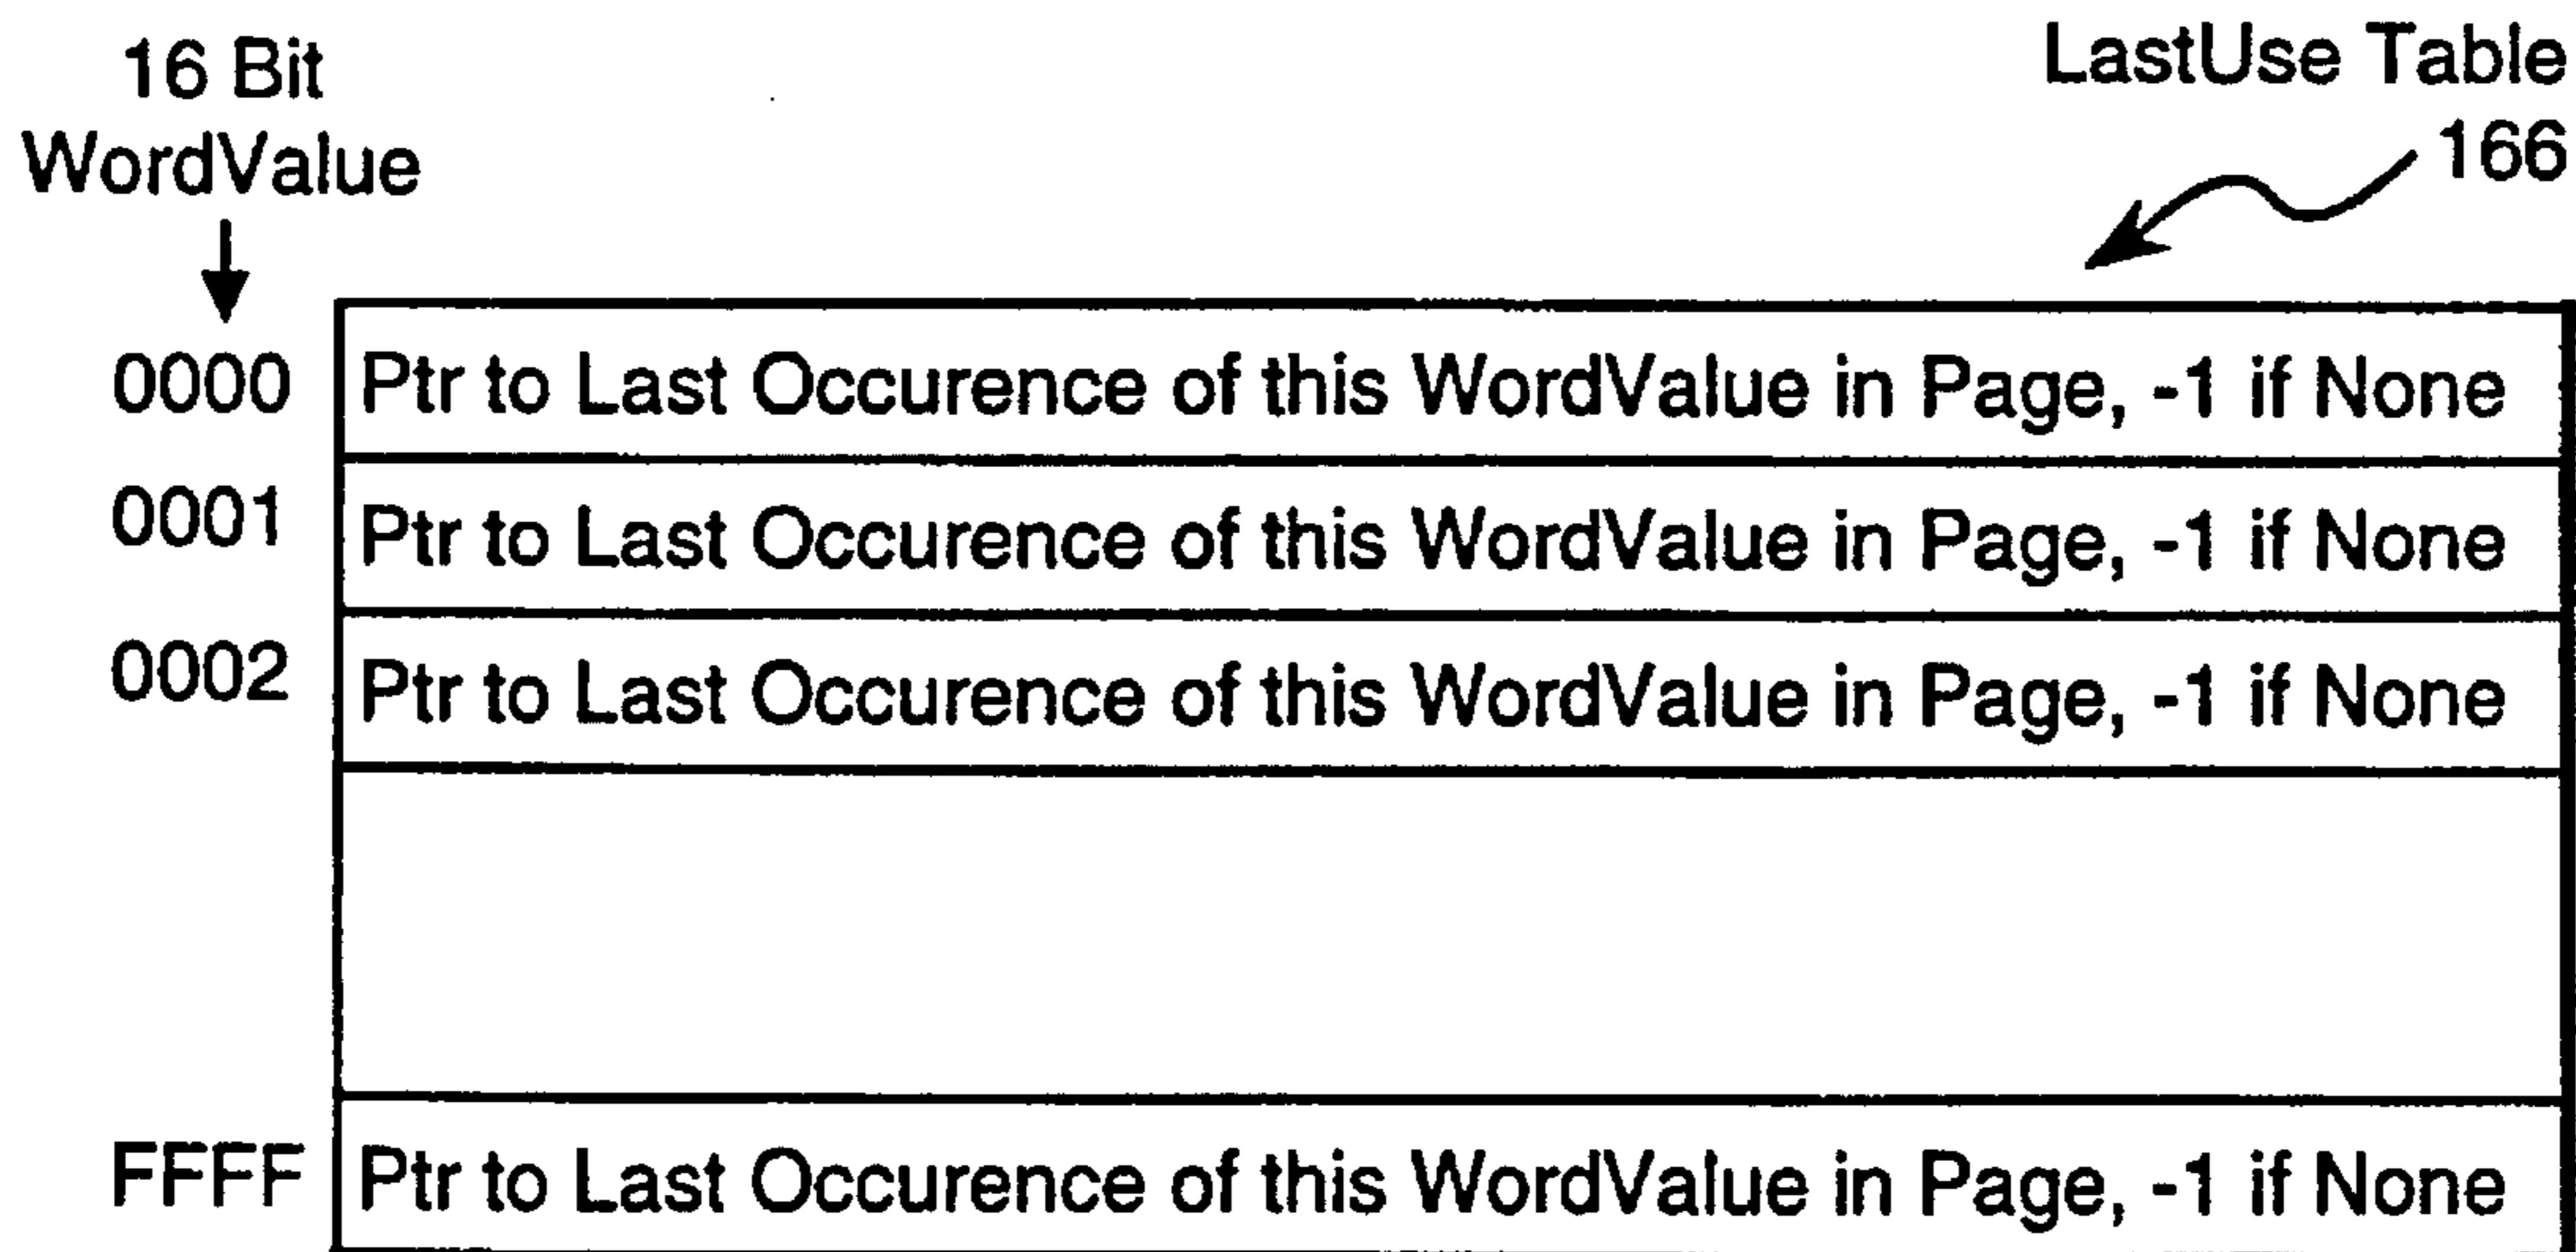 16 Bit
WordValue
LastUse Table
166
0000 Ptr to Last Occurence of this WordValue in Page, -1 if None
0001 Ptr to Last Occurence of this WordValue in Page, -1 if None
0002 Ptr to Last Occurence of this WordValue in Page, -1 if None
FFFF Ptr to Last Occurence of this WordValue in Page, -1 if None